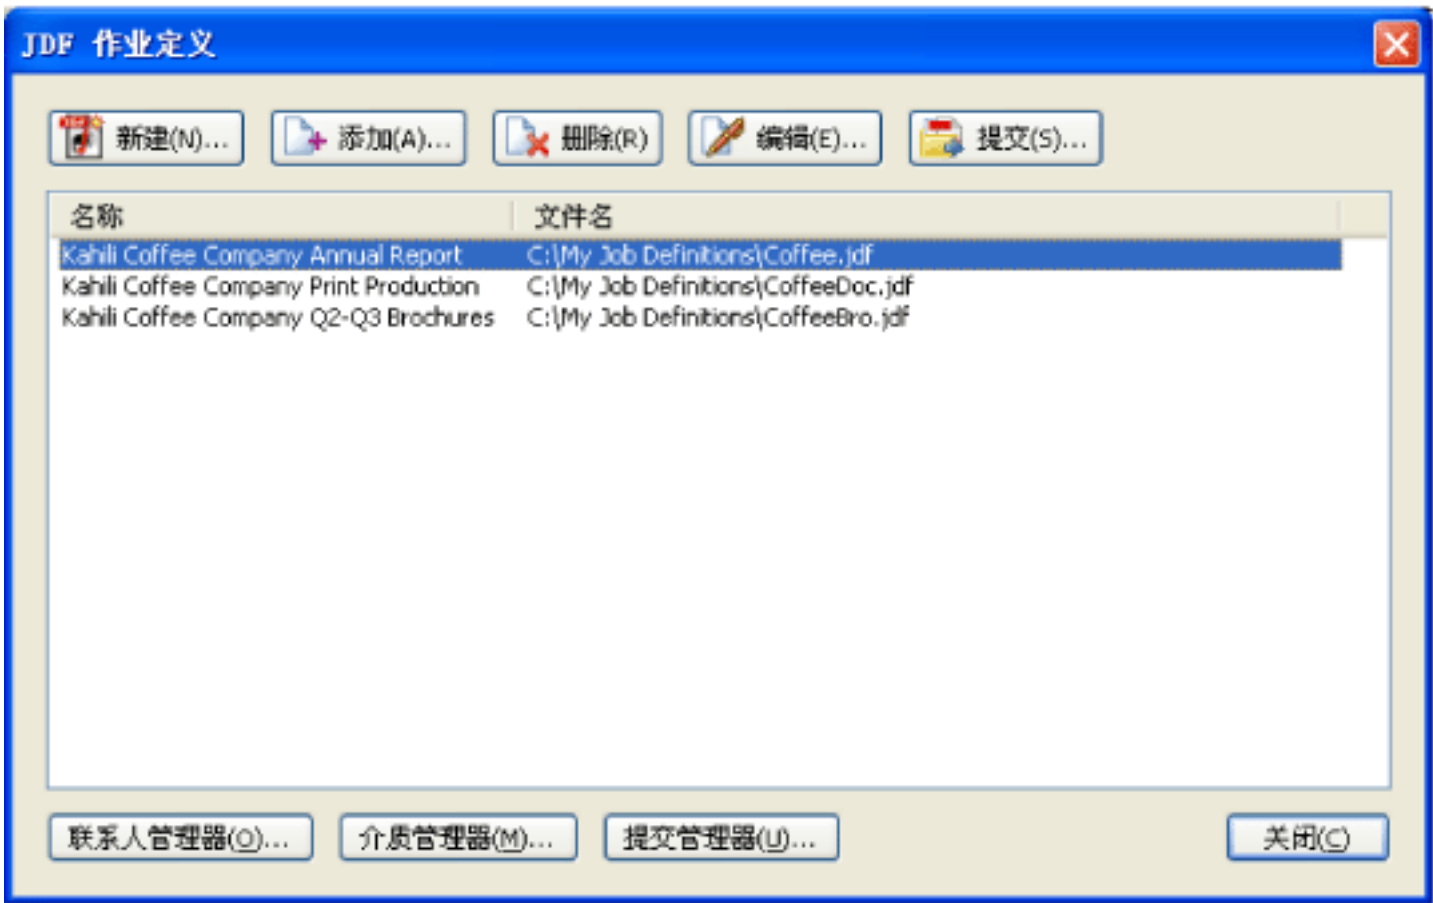 JDF 作业定义
新建(N)... 添加(A)... 删除(R) 编辑(E)... 提交(S)...
名称 文件名
Kahili Coffee Company Annual Report C:\My Job Definitions\Coffee.jdf
Kahili Coffee Company Print Production C:\My Job Definitions\CoffeeDoc.jdf
Kahili Coffee Company Q2-Q3 Brochures C:\My Job Definitions\CoffeeBro.jdf
联系人管理器(O)... 介质管理器(M)... 提交管理器(U)... 关闭(C)